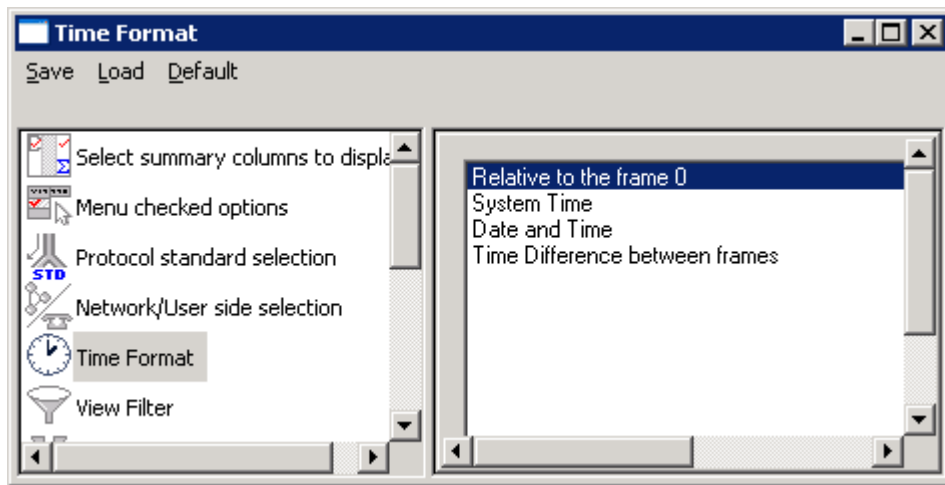 Time Format
Save Load Default
Select summary columns to displa
Menu checked options
STD
Protocol standard selection
Network/User side selection
Time Format
View Filter
Relative to the frame 0
System Time
Date and Time
Time Difference between frames